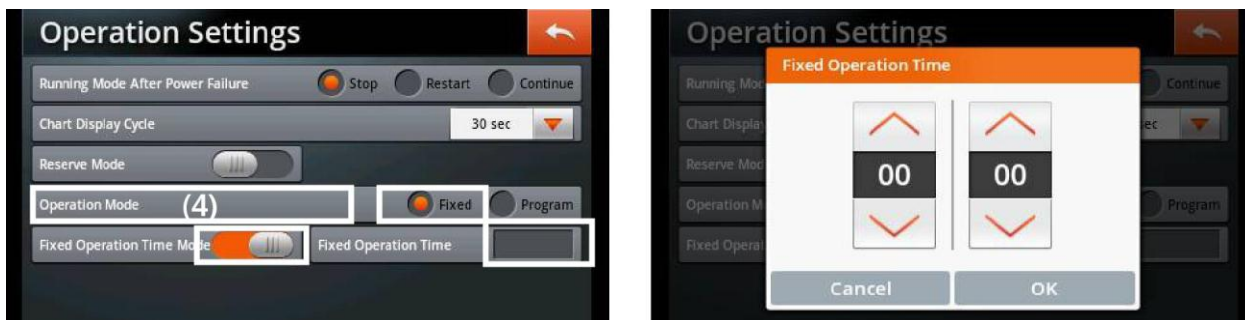 Operation Settings
Running Mode After Power Failure Stop Restart Continue
Chart Display Cycle 30 sec
Reserve Mode
Operation Mode (4) Fixed Program
Fixed Operation Time Mode Fixed Operation Time
Operation Settings
Fixed Operation Time
Running Mod Continue
Chart Display ec
Reserve Mod
00 00
Operation M Program
Fixed Operat
Cancel OK